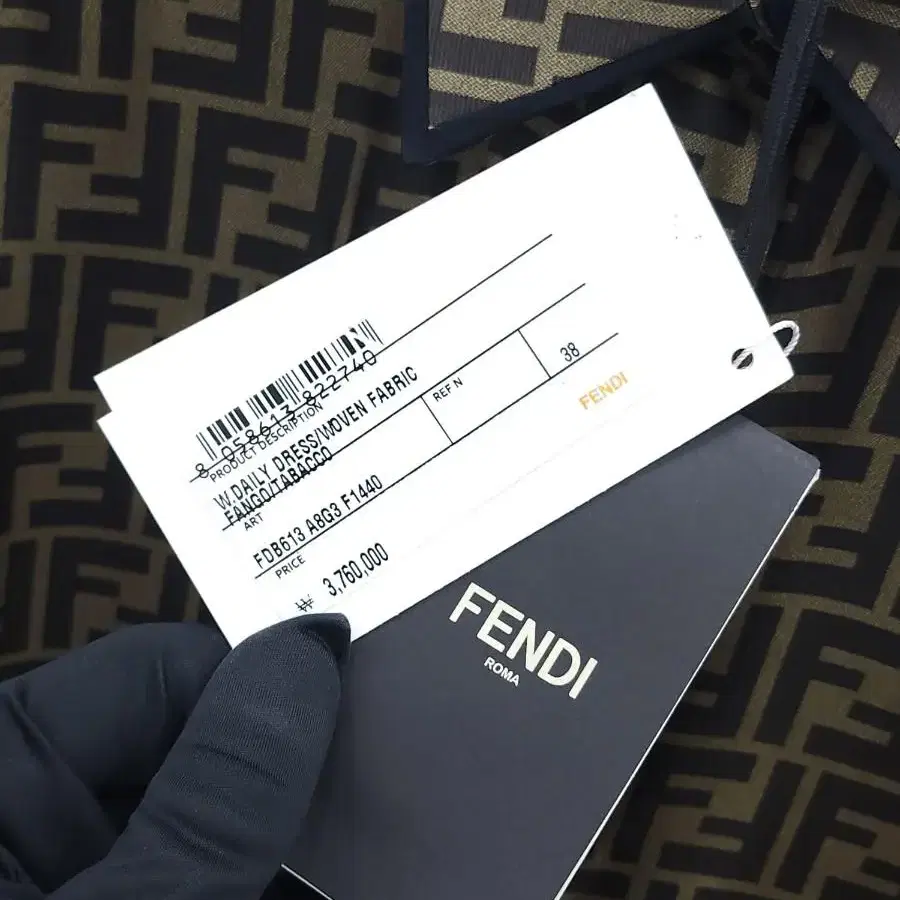 8 058613 822740
PRODUCT DESCRIPTION
W.DAILY DRESS/WOVEN FABRIC
FANGO/TABACCO
ART
REF N
38
FDB613 A8G3 F1440
PRICE
₩ 3,760,000
FENDI
FENDI
ROMA